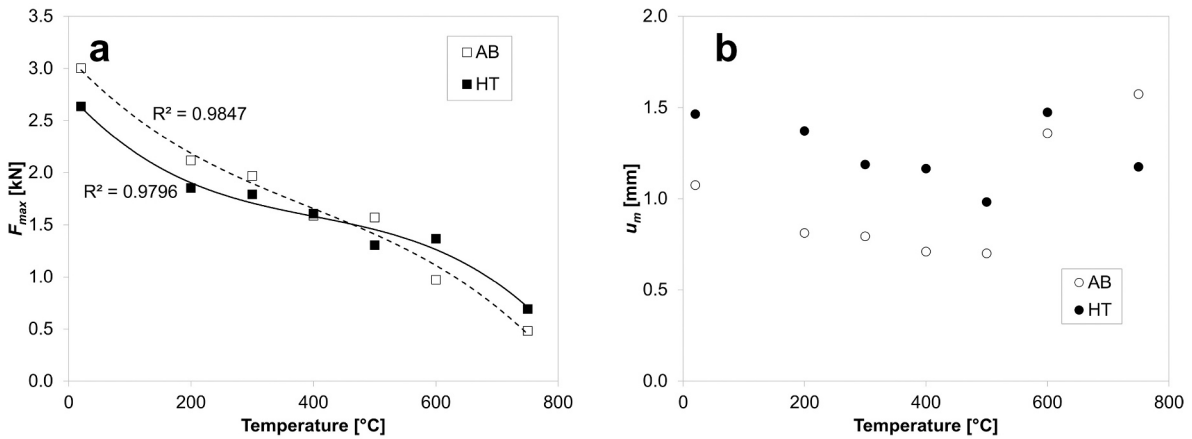 a
3.5
3.0
2.5
2.0
1.5
1.0
0.5
0.0
F_max [kN]
0 200 400 600 800
Temperature [°C]
AB
HT
R² = 0.9847
R² = 0.9796
b
2.0
1.5
1.0
0.5
0.0
u_m [mm]
0 200 400 600 800
Temperature [°C]
AB
HT